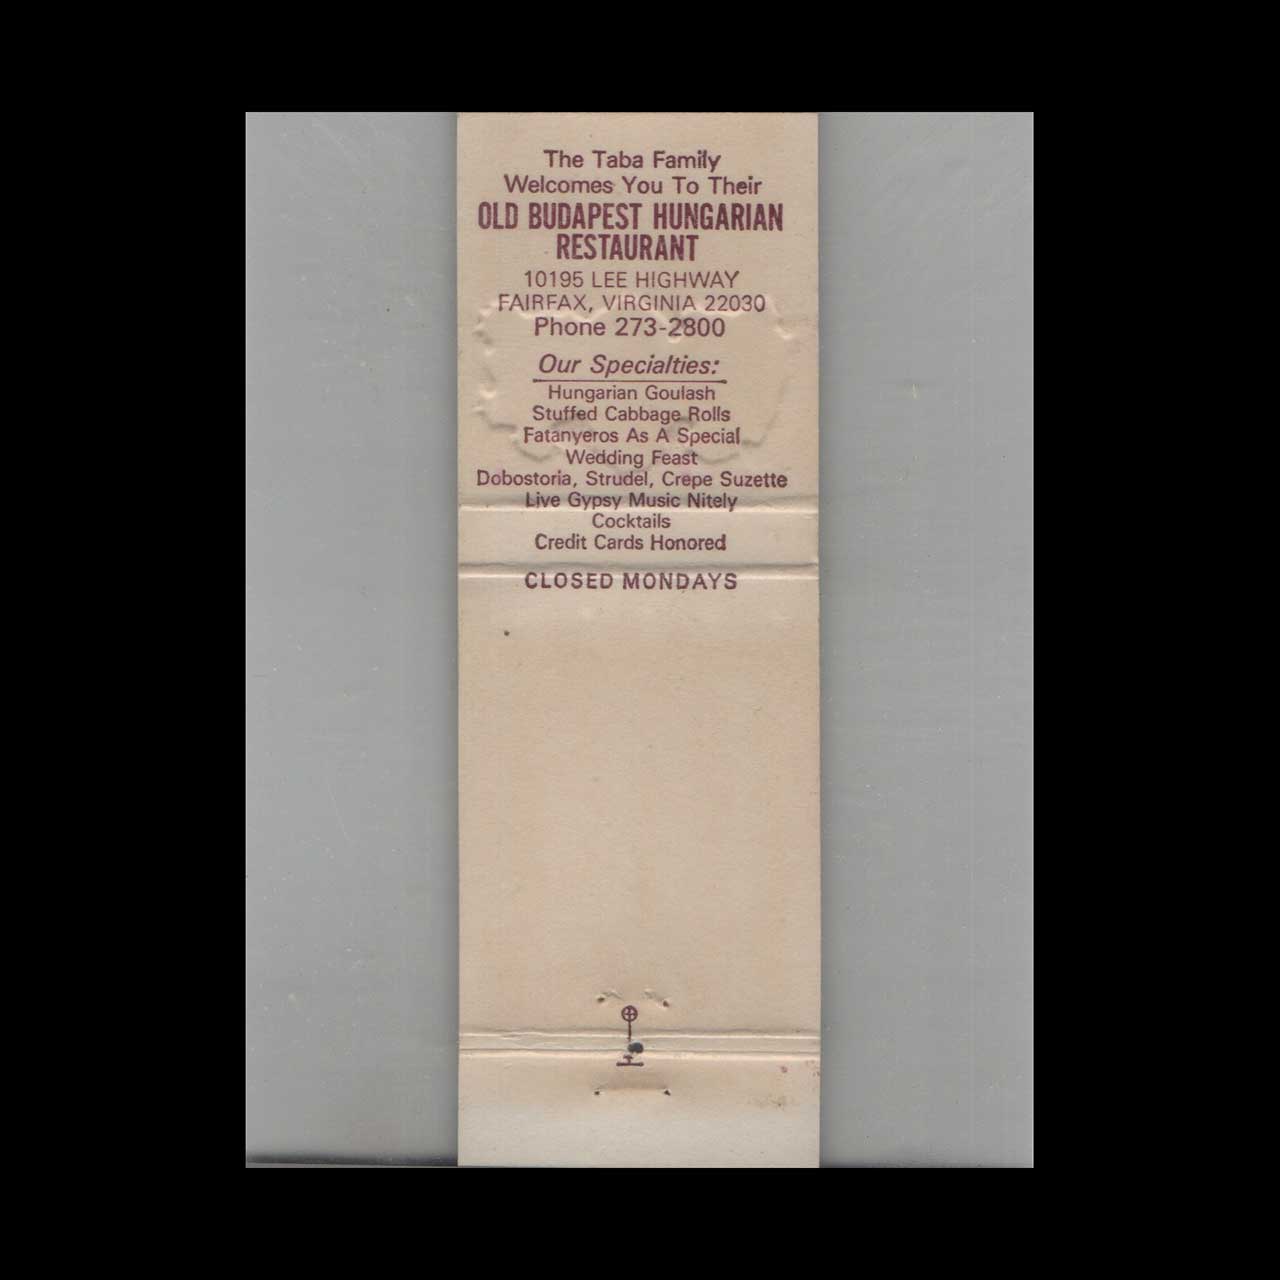 The Taba Family
Welcomes You To Their
OLD BUDAPEST HUNGARIAN
RESTAURANT
10195 LEE HIGHWAY
FAIRFAX, VIRGINIA 22030
Phone 273-2800
Our Specialties:
Hungarian Goulash
Stuffed Cabbage Rolls
Fatanyeros As A Special
Wedding Feast
Dobostoria, Strudel, Crepe Suzette
Live Gypsy Music Nitely
Cocktails
Credit Cards Honored
CLOSED MONDAYS